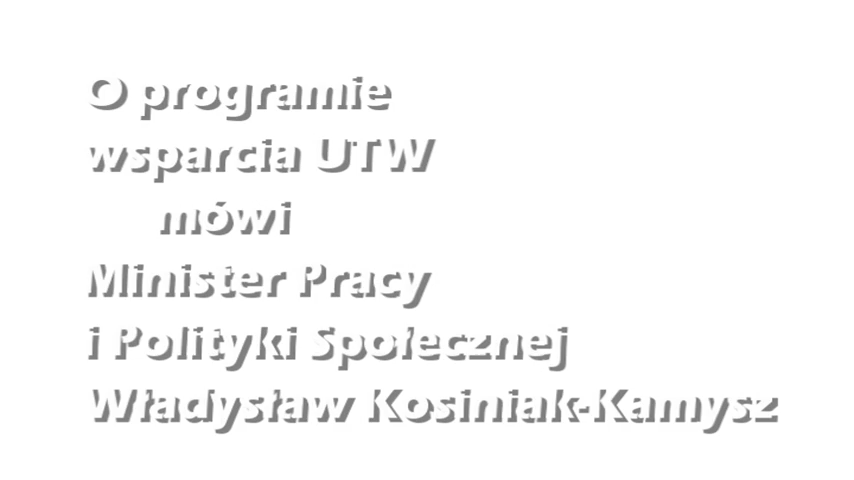 O programie
wsparcia UTW
mówi
Minister Pracy
i Polityki Społecznej
Władysław Kosiniak-Kamysz